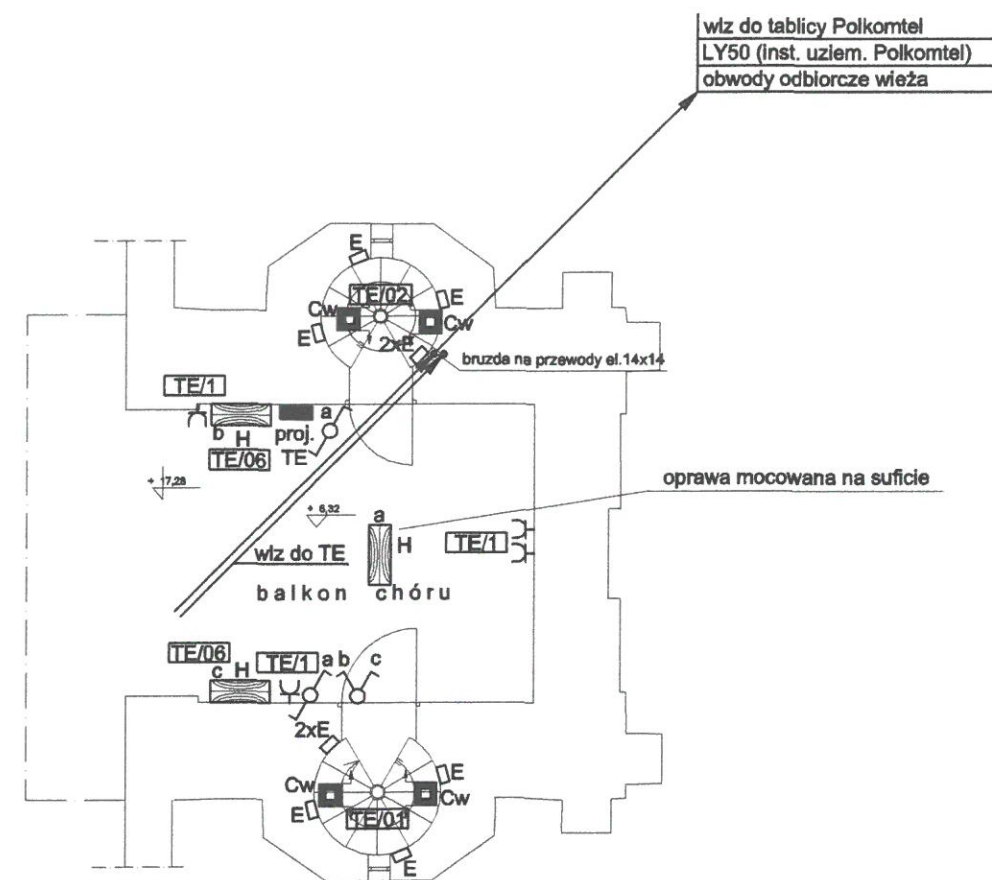 wlz do tablicy Polkomtel
LY50 (inst. uziem. Polkomtel)
obwody odbiorcze wieża
E
TE/02
E
Cw
Cw
E
2xE
bruzda na przewody el.14x14
TE/1
a
b
H
proj.
TE
TE/06
+ 17,28
oprawa mocowana na suficie
+ 6,32
a
H
TE/1
wlz do TE
balkon chóru
TE/06
TE/1
a
b
c
c
H
2xE
E
Cw
Cw
E
TE/01
E